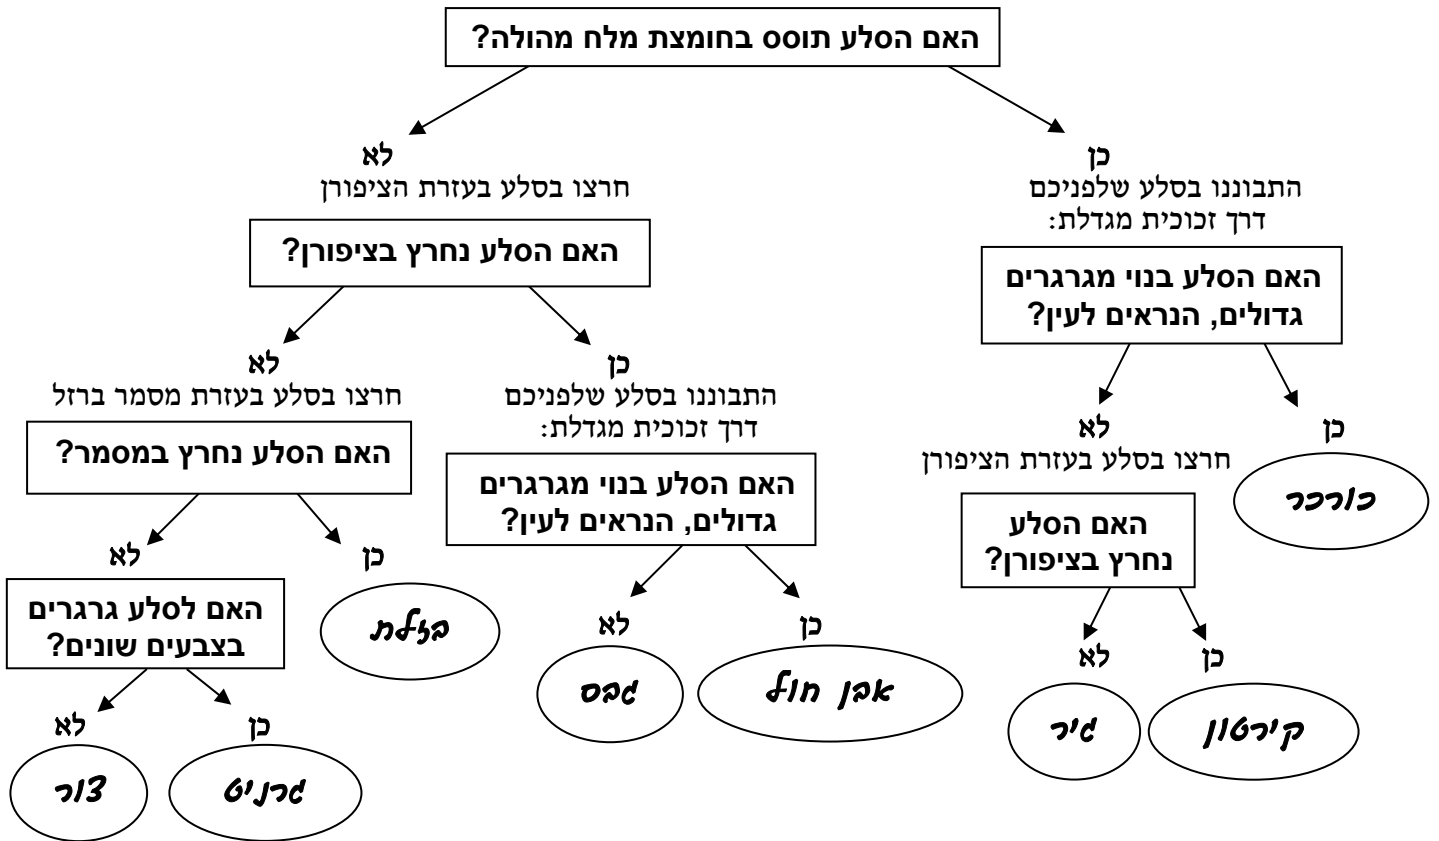 האם הסלע תוסס בחומצת מלח מהולה?
כן
התבוננו בסלע שלפניכם
דרך זכוכית מגדלת:
האם הסלע בנוי מגרגרים
גדולים, הנראים לעין?
כן
כורכר
לא
חרצו בסלע בעזרת הציפורן
האם הסלע
נחרץ בציפורן?
כן
קירטון
לא
גיר
לא
חרצו בסלע בעזרת הציפורן
האם הסלע נחרץ בציפורן?
כן
התבוננו בסלע שלפניכם
דרך זכוכית מגדלת:
האם הסלע בנוי מגרגרים
גדולים, הנראים לעין?
כן
אבן חול
לא
גבס
לא
חרצו בסלע בעזרת מסמר ברזל
האם הסלע נחרץ במסמר?
כן
בזלת
לא
האם לסלע גרגרים
בצבעים שונים?
כן
גרניט
לא
צור